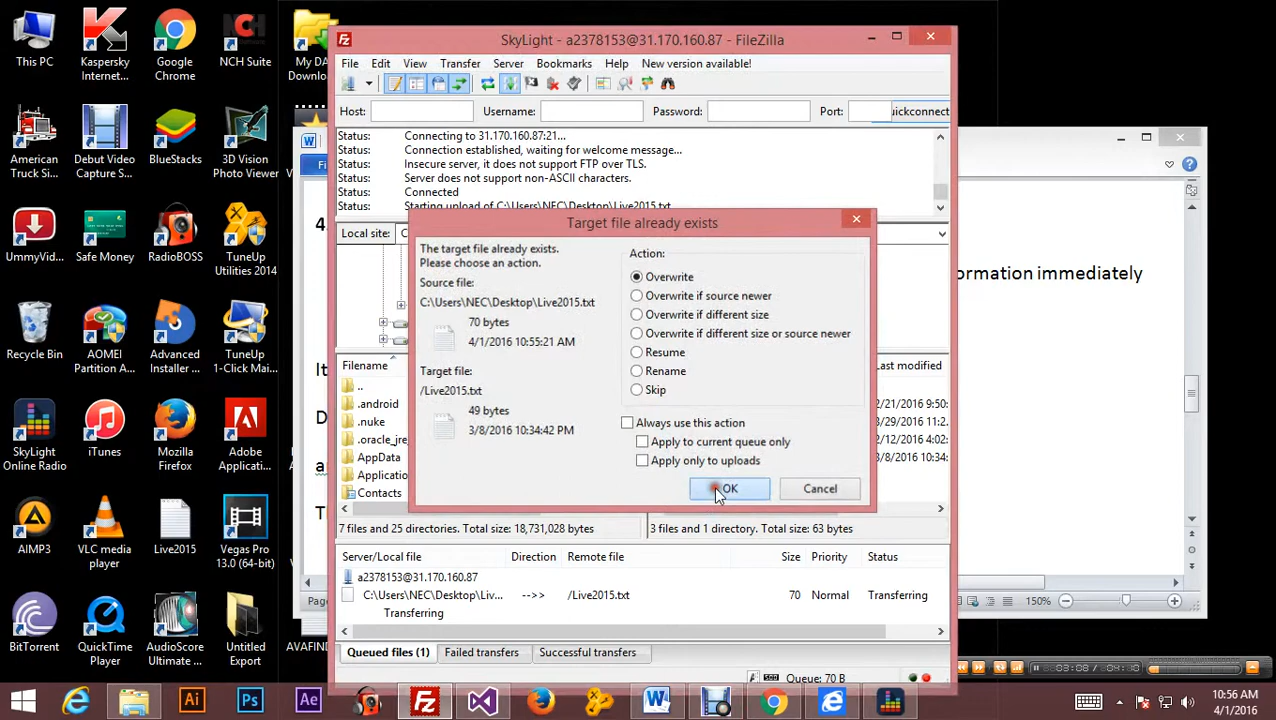 This PC
Kaspersky
Internet...
Google
Chrome
NCH Suite
My DA
Downlo...
American
Truck Si...
Debut Video
Capture S...
BlueStacks
3D Vision
Photo Viewer
UmmyVid...
Safe Money
RadioBOSS
TuneUp
Utilities 2014
Recycle Bin
AOMEI
Partition A...
Advanced
Installer ...
TuneUp
1-Click Mai...
SkyLight
Online Radio
iTunes
Mozilla
Firefox
Adobe
Reader XI
AIMP3
VLC media
player
Live2015
Vegas Pro
13.0 (64-bit)
BitTorrent
QuickTime
Player
AudioScore
Ultimate ...
Untitled
Export
AVAFIND
SkyLight - a2378153@31.170.160.87 - FileZilla
File Edit View Transfer Server Bookmarks Help New version available!
Host: Username: Password: Port: uickconnect
Status: Connecting to 31.170.160.87:21...
Status: Connection established, waiting for welcome message...
Status: Insecure server, it does not support FTP over TLS.
Status: Server does not support non-ASCII characters.
Status: Connected
Status: Starting upload of C:\Users\NEC\Desktop\Live2015.txt
Local site: C
Target file already exists
The target file already exists.
Please choose an action.
Source file:
C:\Users\NEC\Desktop\Live2015.txt
70 bytes
4/1/2016 10:55:21 AM
Target file:
/Live2015.txt
49 bytes
3/8/2016 10:34:42 PM
Action:
Overwrite
Overwrite if source newer
Overwrite if different size
Overwrite if different size or source newer
Resume
Rename
Skip
Always use this action
Apply to current queue only
Apply only to uploads
OK Cancel
Filename
..
.android
.nuke
.oracle_jre
AppData
Application
Contacts
Last modified
2/21/2016 9:50:
/29/2016 11:2..
2/12/2016 4:02:
/8/2016 10:34:
7 files and 25 directories. Total size: 18,731,028 bytes
3 files and 1 directory. Total size: 63 bytes
Server/Local file Direction Remote file Size Priority Status
a2378153@31.170.160.87
C:\Users\NEC\Desktop\Liv... -->> /Live2015.txt 70 Normal Transferring
Transferring
Queued files (1) Failed transfers Successful transfers
Queue: 70 B
Fi
4.
ormation immediately
It
D
a
T
Page
150%
03:08
10:56 AM
4/1/2016